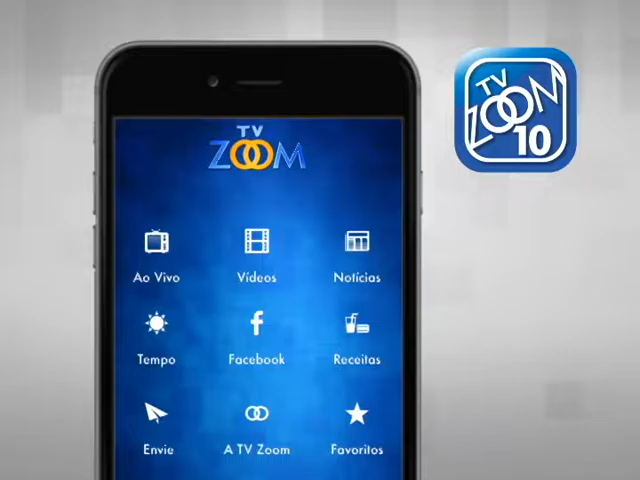 TV
ZOOM
TV
ZOOM
10
Ao Vivo
Vídeos
Notícias
Tempo
Facebook
Receitas
Envie
A TV Zoom
Favoritos